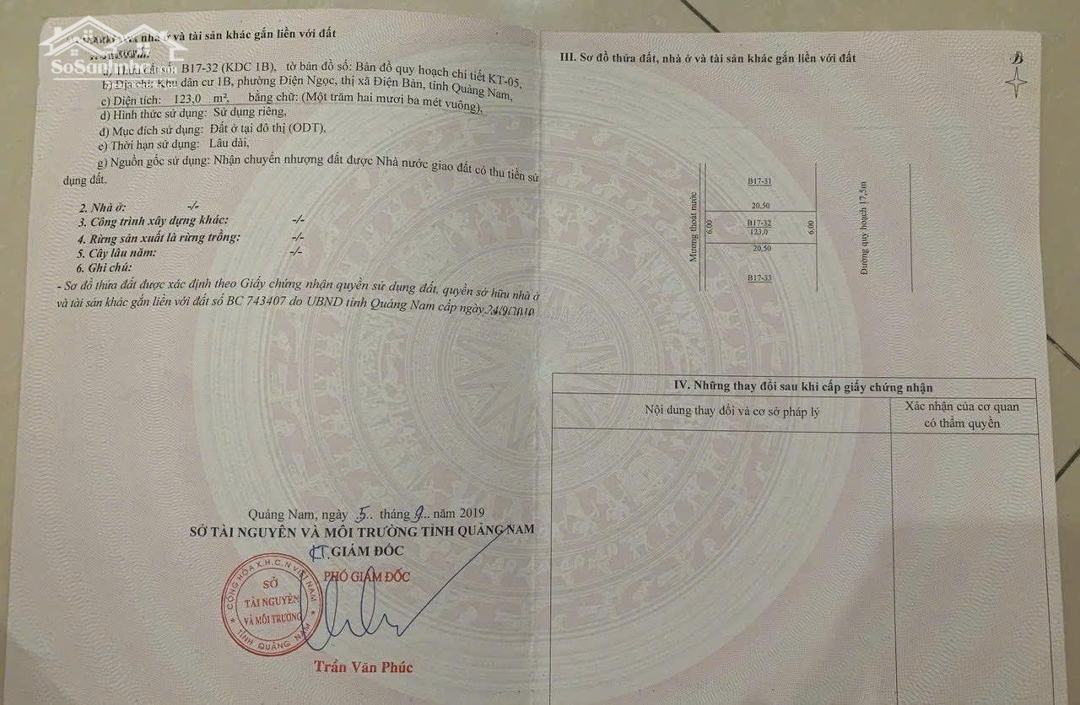 nhà ở và tài sản khác gắn liền với đất
SoSanhNha.com
B17-32 (KDC 1B), tờ bản đồ số: Bản đồ quy hoạch chi tiết KT-05,
b) Địa chỉ: Khu dân cư 1B, phường Điện Ngọc, thị xã Điện Bàn, tỉnh Quảng Nam,
c) Diện tích: 123,0 m², bằng chữ: (Một trăm hai mươi ba mét vuông),
d) Hình thức sử dụng: Sử dụng riêng,
đ) Mục đích sử dụng: Đất ở tại đô thị (ODT),
e) Thời hạn sử dụng: Lâu dài,
g) Nguồn gốc sử dụng: Nhận chuyển nhượng đất được Nhà nước giao đất có thu tiền sử
dụng đất.
2. Nhà ở: -/-
3. Công trình xây dựng khác: -/-
4. Rừng sản xuất là rừng trồng: -/-
5. Cây lâu năm: -/-
6. Ghi chú:
- Sơ đồ thửa đất được xác định theo Giấy chứng nhận quyền sử dụng đất, quyền sở hữu nhà ở
và tài sản khác gắn liền với đất số BC 743407 do UBND tỉnh Quảng Nam cấp ngày 24/9/2010
Quảng Nam, ngày 5.. tháng 9.. năm 2019
SỞ TÀI NGUYÊN VÀ MÔI TRƯỜNG TỈNH QUẢNG NAM
KT.GIÁM ĐỐC
PHÓ GIÁM ĐỐC
CỘNG HÒA X.H.C.N VIỆT NAM
SỞ
TÀI NGUYÊN
VÀ MÔI TRƯỜNG
TỈNH QUẢNG NAM
Trần Văn Phúc
III. Sơ đồ thửa đất, nhà ở và tài sản khác gắn liền với đất
B
Mương thoát nước
B17-31
20,50
6,00
B17-32
123,0
6,00
20,50
B17-33
Đường quy hoạch 17,5m
IV. Những thay đổi sau khi cấp giấy chứng nhận
Nội dung thay đổi và cơ sở pháp lý
Xác nhận của cơ quan
có thẩm quyền